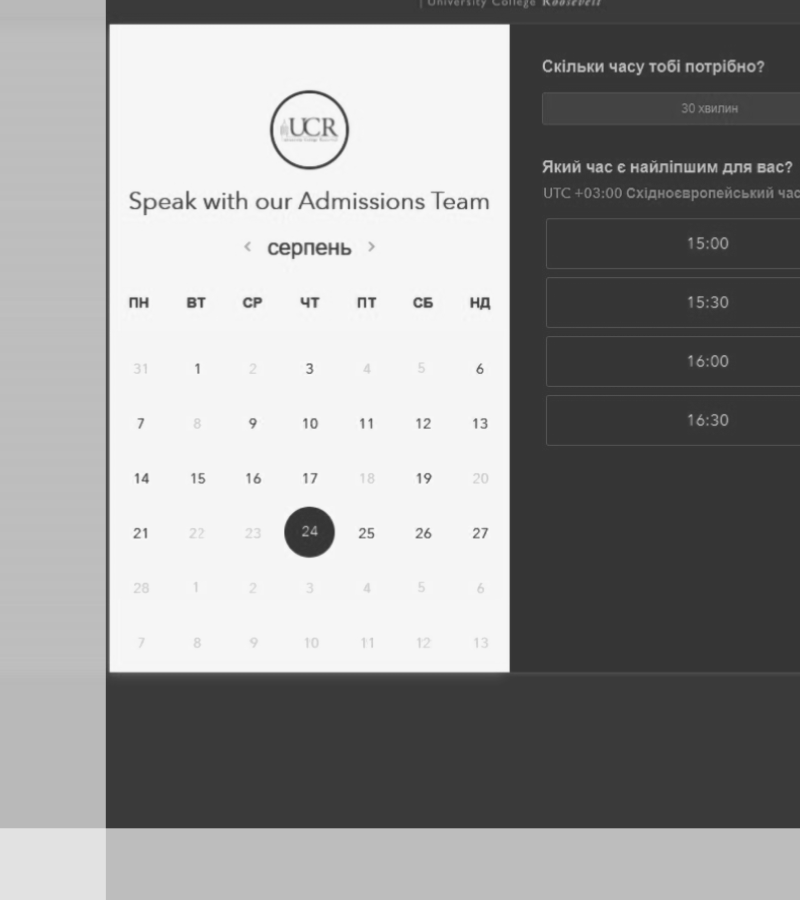 University College Roosevelt
UCR
Speak with our Admissions Team
< серпень >
ПН ВТ СР ЧТ ПТ СБ НД
31 1 2 3 4 5 6
7 8 9 10 11 12 13
14 15 16 17 18 19 20
21 22 23 24 25 26 27
28 1 2 3 4 5 6
7 8 9 10 11 12 13
Скільки часу тобі потрібно?
30 хвилин
Який час є найліпшим для вас?
UTC +03:00 Східноєвропейський час
15:00
15:30
16:00
16:30